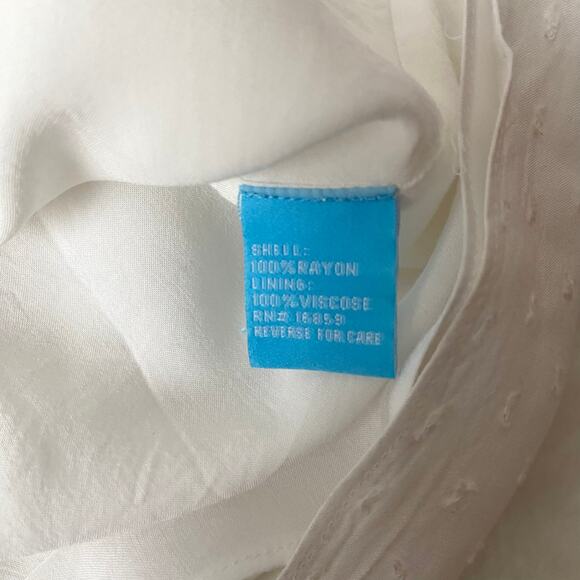 SHELL:
100% RAYON
LINING:
100% VISCOSE
RN# 16859
REVERSE FOR CARE